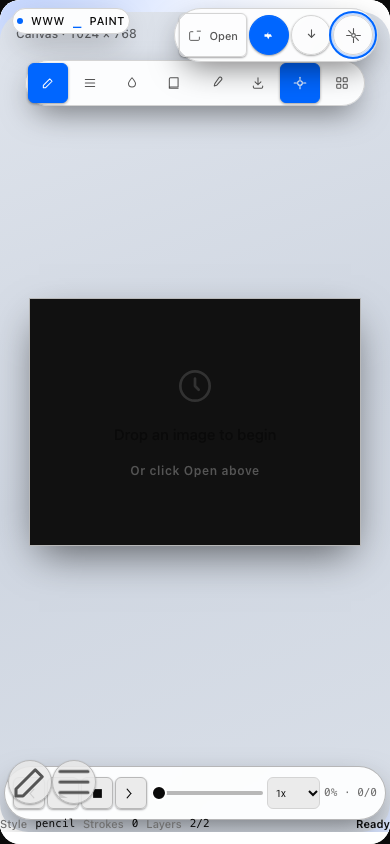 WWW _ PAINT
Canvas · 1024 × 768
Open
Drop an image to begin
Or click Open above
1x
0% · 0/0
Style pencil Strokes 0 Layers 2/2
Ready